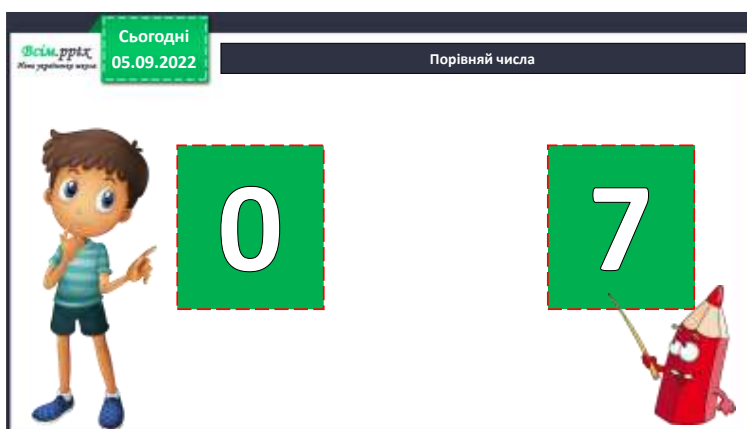 Всім.pptx
Нова українська школа
Сьогодні
05.09.2022
Порівняй числа
0
7